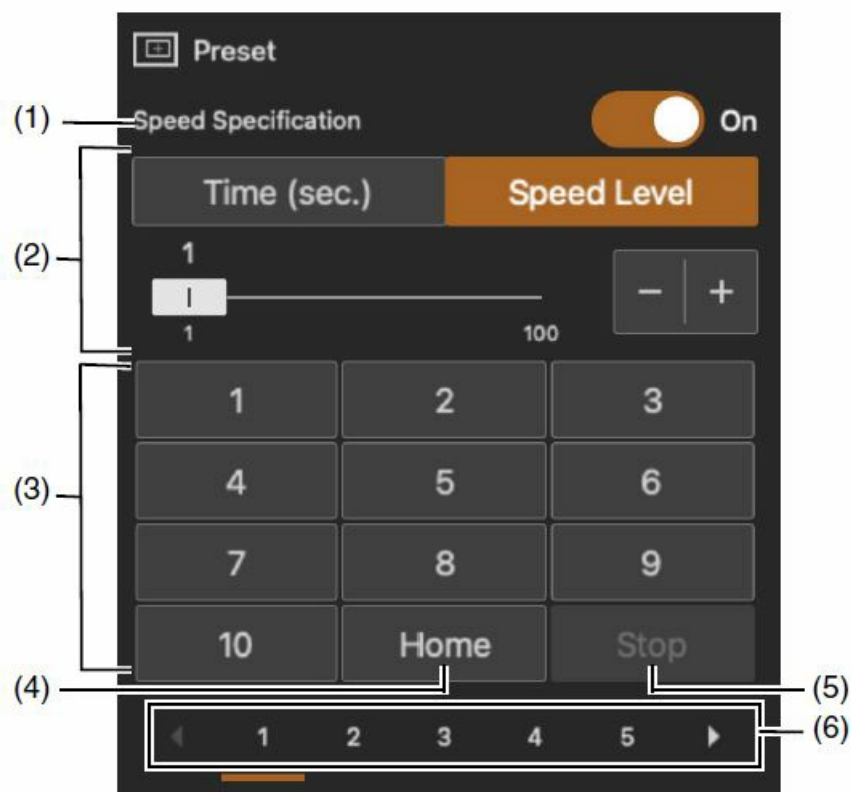 Preset
(1) Speed Specification On
Time (sec.) Speed Level
(2) 1
− +
1 100
1 2 3
(3) 4 5 6
7 8 9
10 Home Stop
(4) (5)
1 2 3 4 5 (6)